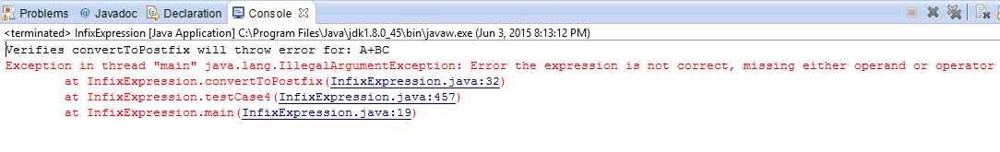 Problems @ Javadoc Declaration Console
<terminated> InfixExpression [Java Application] C:\Program Files\Java\jdk1.8.0_45\bin\javaw.exe (Jun 3, 2015 8:13:12 PM)
Verifies convertToPostfix will throw error for: A+BC
Exception in thread "main" java.lang.IllegalArgumentException: Error the expression is not correct, missing either operand or operator
at InfixExpression.convertToPostfix(InfixExpression.java:32)
at InfixExpression.testCase4(InfixExpression.java:457)
at InfixExpression.main(InfixExpression.java:19)